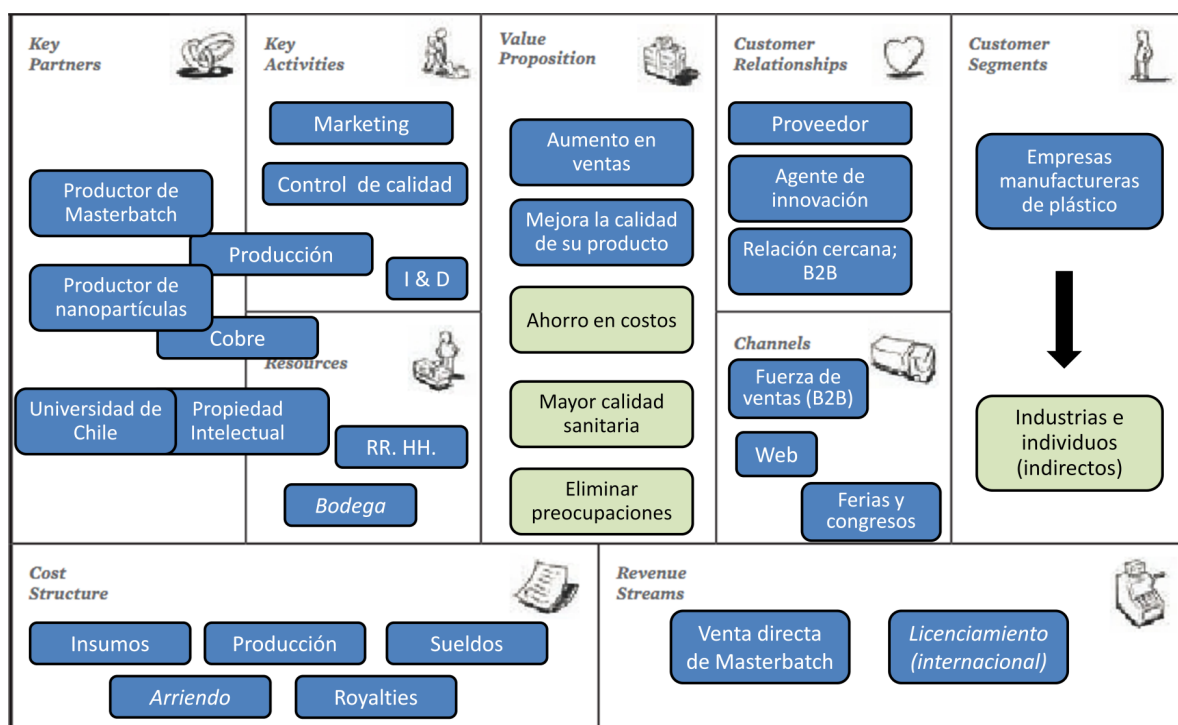 Key
Partners
Productor de
Masterbatch
Productor de
nanopartículas
Universidad de
Chile
Key
Activities
Marketing
Control de calidad
Producción
I & D
Cobre
Resources
Propiedad
Intelectual
RR. HH.
Bodega
Value
Proposition
Aumento en
ventas
Mejora la calidad
de su producto
Ahorro en costos
Mayor calidad
sanitaria
Eliminar
preocupaciones
Customer
Relationships
Proveedor
Agente de
innovación
Relación cercana;
B2B
Channels
Fuerza de
ventas (B2B)
Web
Ferias y
congresos
Customer
Segments
Empresas
manufactureras
de plástico
Industrias e
individuos
(indirectos)
Cost
Structure
Insumos
Producción
Sueldos
Arriendo
Royalties
Revenue
Streams
Venta directa
de Masterbatch
Licenciamiento
(internacional)